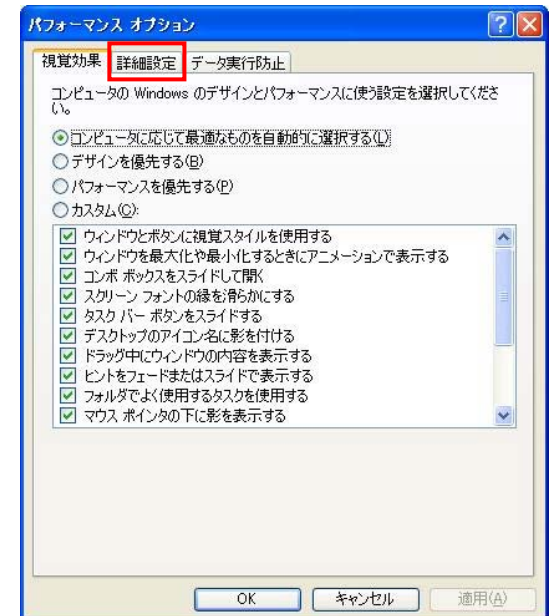 パフォーマンス オプション
視覚効果 詳細設定 データ実行防止
コンピュータの Windows のデザインとパフォーマンスに使う設定を選択してくださ
い。
コンピュータに応じて最適なものを自動的に選択する(L)
デザインを優先する(B)
パフォーマンスを優先する(P)
カスタム(C):
ウィンドウとボタンに視覚スタイルを使用する
ウィンドウを最大化や最小化するときにアニメーションで表示する
コンボ ボックスをスライドして開く
スクリーン フォントの縁を滑らかにする
タスク バー ボタンをスライドする
デスクトップのアイコン名に影を付ける
ドラッグ中にウィンドウの内容を表示する
ヒントをフェードまたはスライドで表示する
フォルダでよく使用するタスクを使用する
マウス ポインタの下に影を表示する
OK キャンセル 適用(A)